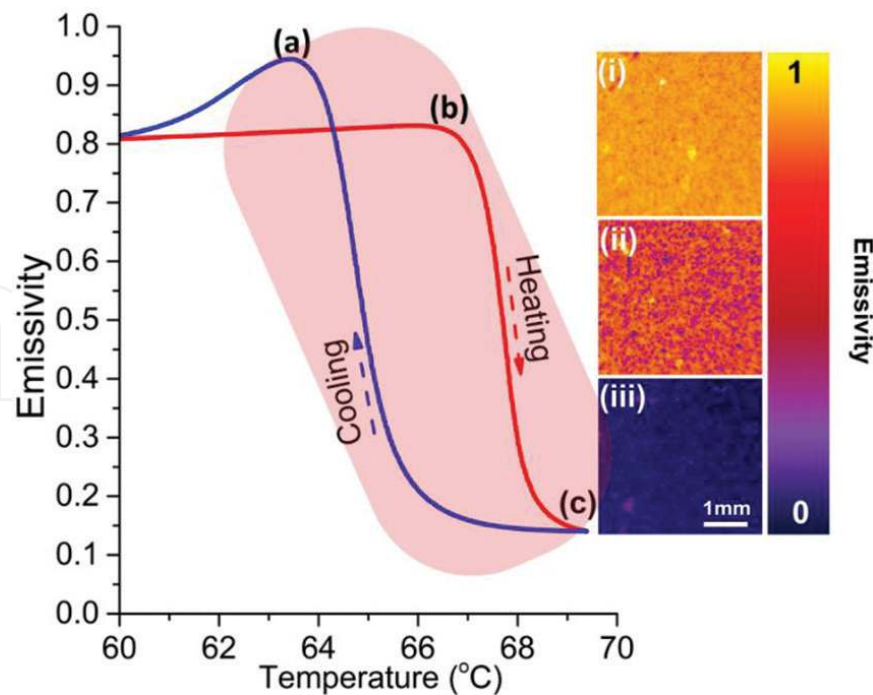 1.0
0.9
0.8
0.7
0.6
0.5
0.4
0.3
0.2
0.1
0.0
Emissivity
60
62
64
66
68
70
Temperature (°C)
(a)
(b)
(c)
Cooling
Heating
(i)
(ii)
(iii)
1mm
1
0
Emissivity